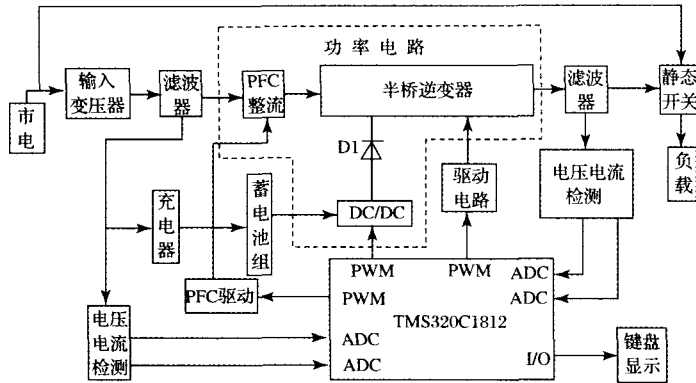 功率电路
输入
变压器
滤波
器
PFC
整流
半桥逆变器
滤波
器
静态
开关
市
电
D1
驱动
电路
电压电流
检测
负
载
充
电
器
蓄
电
池
组
DC/DC
PWM
PWM
ADC
PFC驱动
PWM
ADC
TMS320C1812
电压
电流
检测
ADC
ADC
I/O
键盘
显示